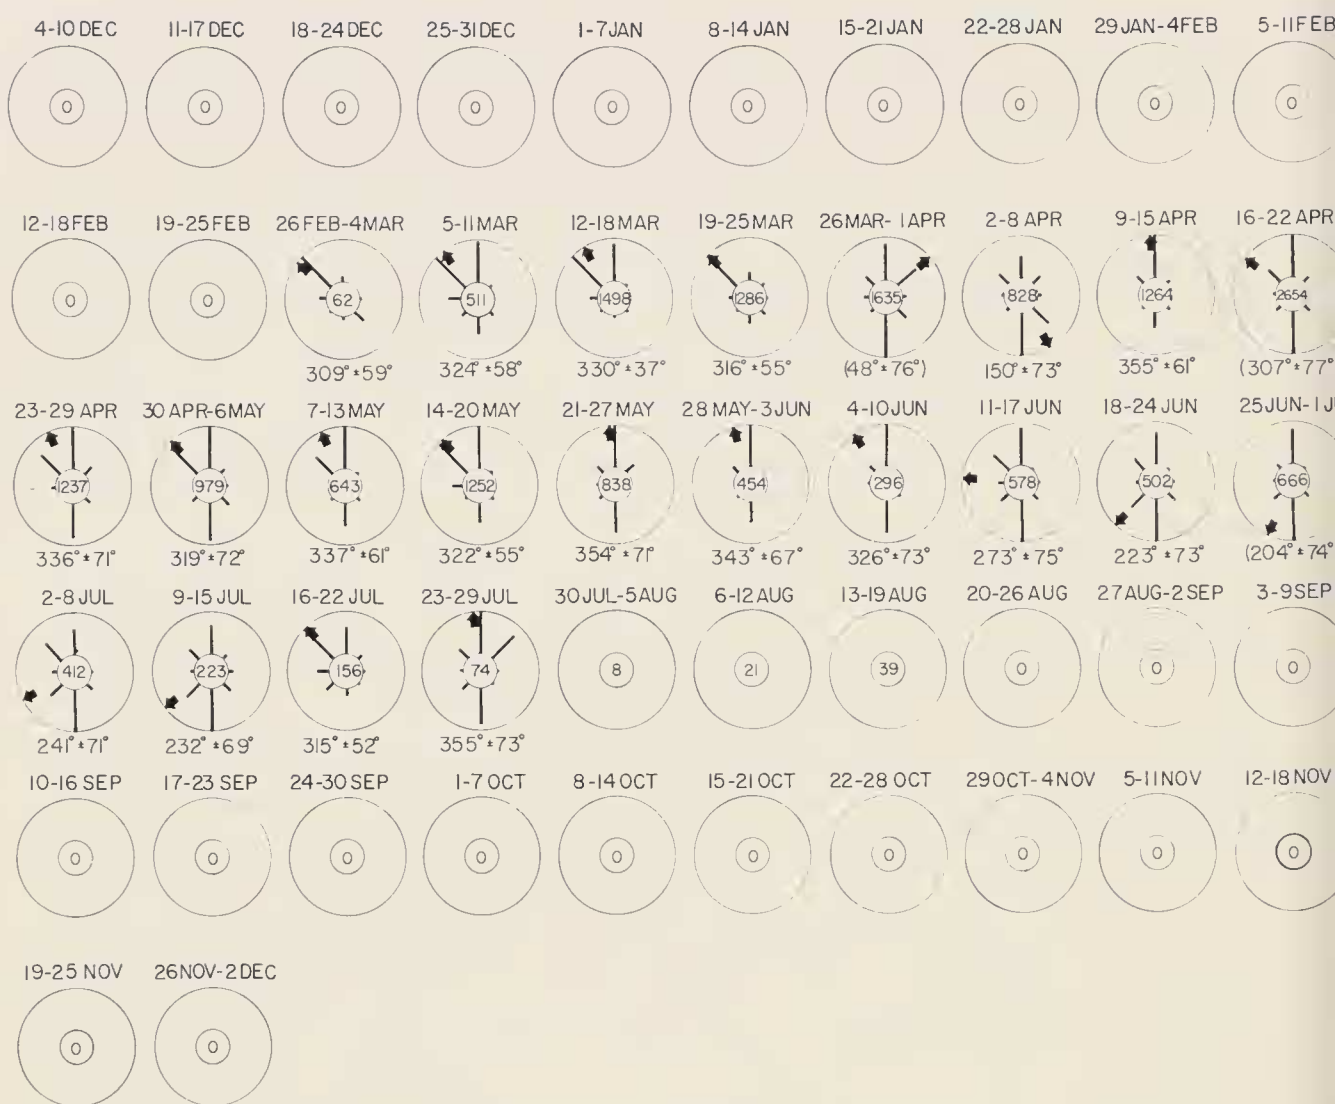 4-10 DEC 11-17 DEC 18-24 DEC 25-31 DEC 1-7 JAN 8-14 JAN 15-21 JAN 22-28 JAN 29 JAN-4 FEB 5-11 FEB
0 0 0 0 0 0 0 0 0 0
12-18 FEB 19-25 FEB 26 FEB-4 MAR 5-11 MAR 12-18 MAR 19-25 MAR 26 MAR-1 APR 2-8 APR 9-15 APR 16-22 APR
0 0 62 511 1498 1286 1635 828 1264 2654
309°±59° 324°±58° 330°±37° 316°±55° (48°±76°) 150°±73° 355°±61° (307°±77°
23-29 APR 30 APR-6 MAY 7-13 MAY 14-20 MAY 21-27 MAY 28 MAY-3 JUN 4-10 JUN 11-17 JUN 18-24 JUN 25 JUN-1 J
1237 979 643 1252 838 454 296 578 502 666
336°±71° 319°±72° 337°±61° 322°±55° 354°±71° 343°±67° 326°±73° 273°±75° 223°±73° (204°±74°
2-8 JUL 9-15 JUL 16-22 JUL 23-29 JUL 30 JUL-5 AUG 6-12 AUG 13-19 AUG 20-26 AUG 27 AUG-2 SEP 3-9 SEP
412 223 156 74 8 21 39 0 0 0
241°±71° 232°±69° 315°±52° 355°±73°
10-16 SEP 17-23 SEP 24-30 SEP 1-7 OCT 8-14 OCT 15-21 OCT 22-28 OCT 29 OCT-4 NOV 5-11 NOV 12-18 NOV
0 0 0 0 0 0 0 0 0 0
19-25 NOV 26 NOV-2 DEC
0 0